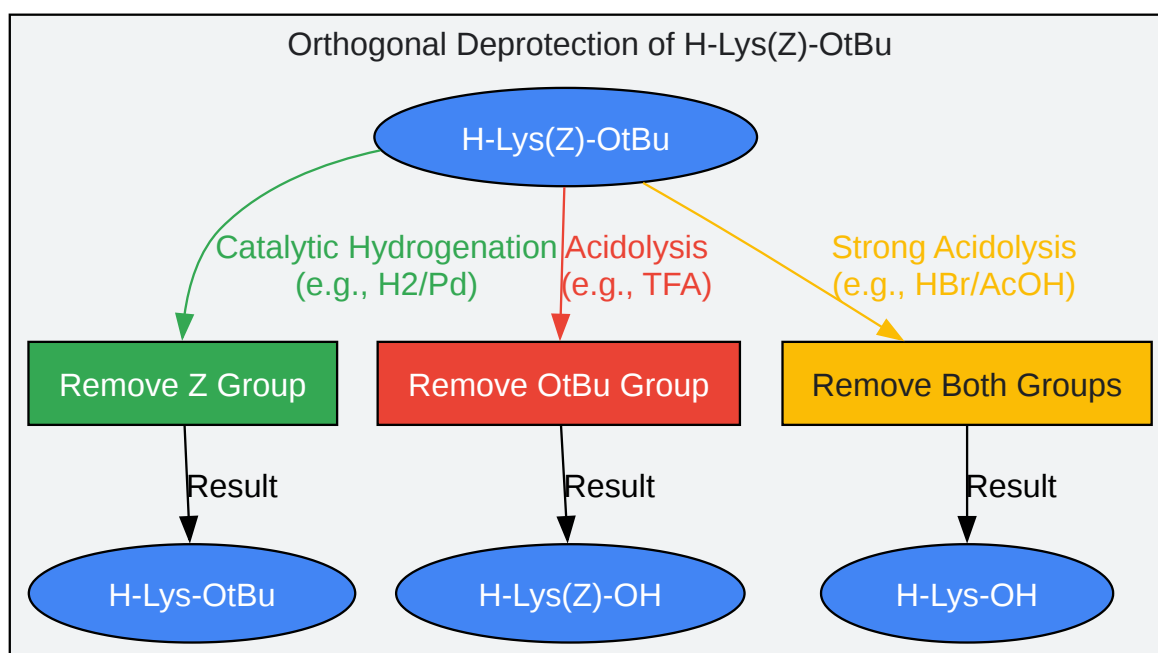 Orthogonal Deprotection of H-Lys(Z)-OtBu
H-Lys(Z)-OtBu
Catalytic Hydrogenation
(e.g., H2/Pd)
Acidolysis
(e.g., TFA)
Strong Acidolysis
(e.g., HBr/AcOH)
Remove Z Group
Remove OtBu Group
Remove Both Groups
Result
Result
Result
H-Lys-OtBu
H-Lys(Z)-OH
H-Lys-OH